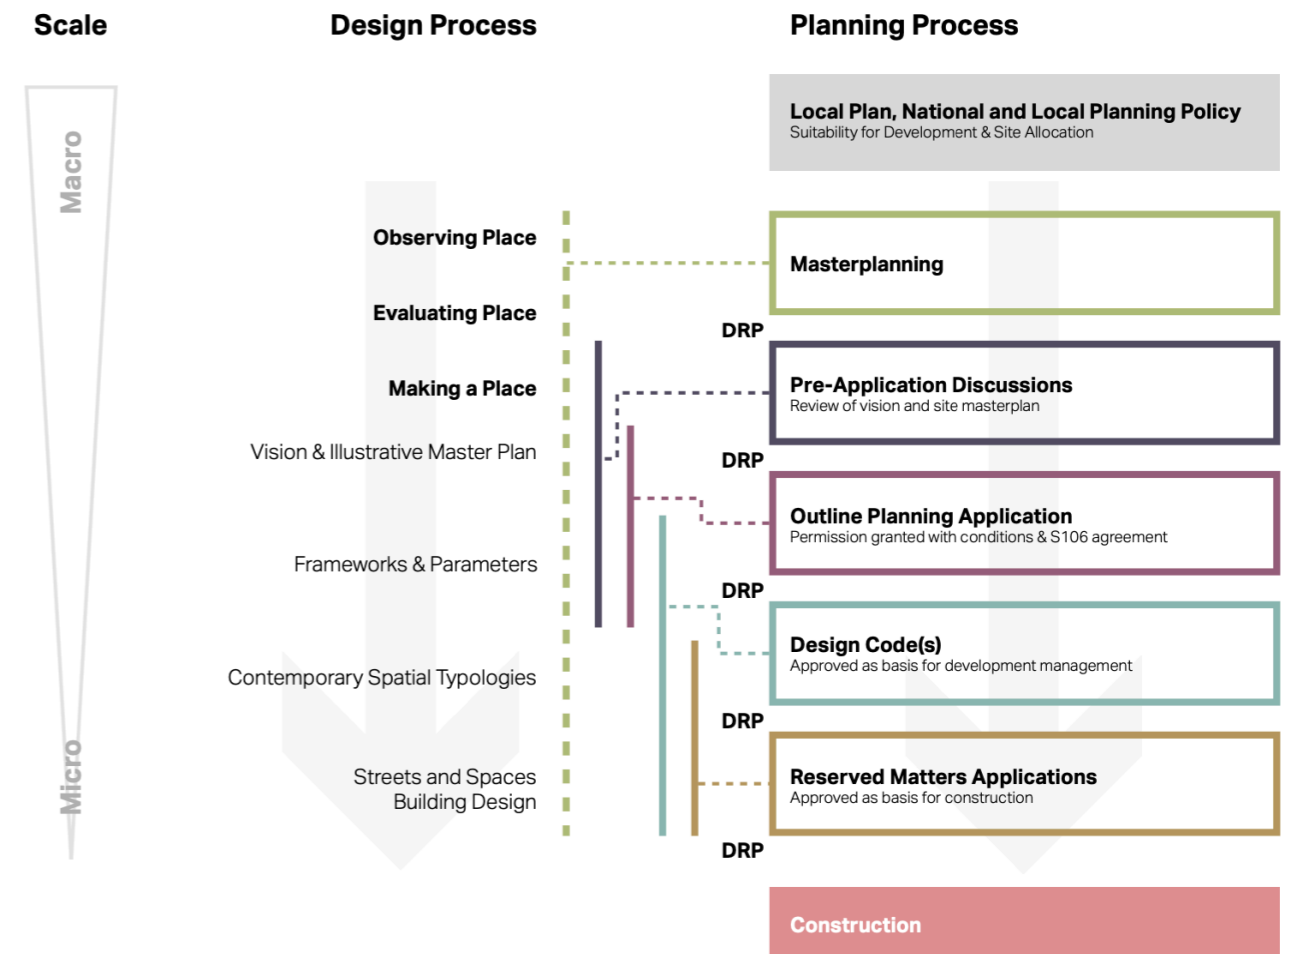 Scale
Design Process
Planning Process
Macro
Micro
Local Plan, National and Local Planning Policy
Suitability for Development & Site Allocation
Observing Place
Masterplanning
Evaluating Place
DRP
Making a Place
Pre-Application Discussions
Review of vision and site masterplan
Vision & Illustrative Master Plan
DRP
Outline Planning Application
Permission granted with conditions & S106 agreement
Frameworks & Parameters
DRP
Design Code(s)
Approved as basis for development management
Contemporary Spatial Typologies
DRP
Streets and Spaces
Building Design
Reserved Matters Applications
Approved as basis for construction
DRP
Construction